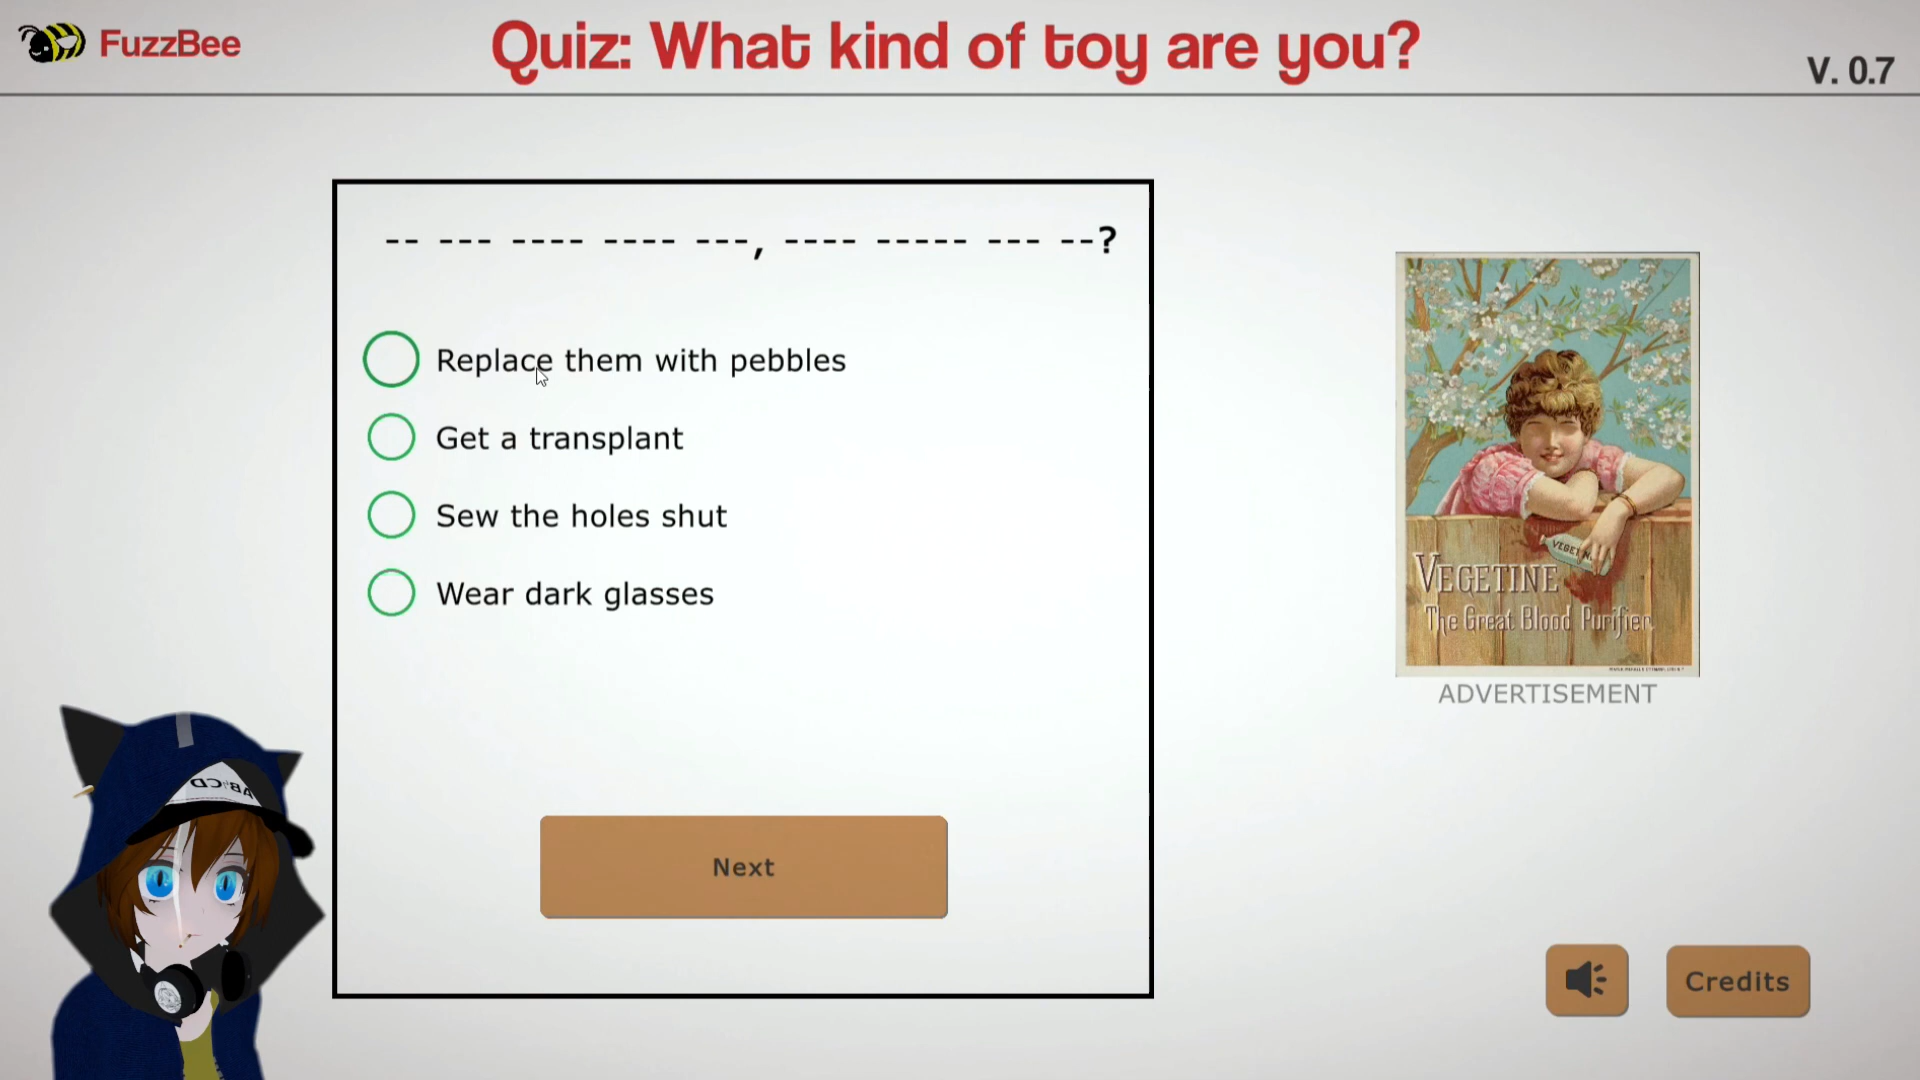 FuzzBee
Quiz: What kind of toy are you?
V. 0.7
-- --- ---- ---- ---, ---- ----- --- --?
Replace them with pebbles
Get a transplant
Sew the holes shut
Wear dark glasses
Next
VEGETINE
The Great Blood Purifier
ADVERTISEMENT
Credits